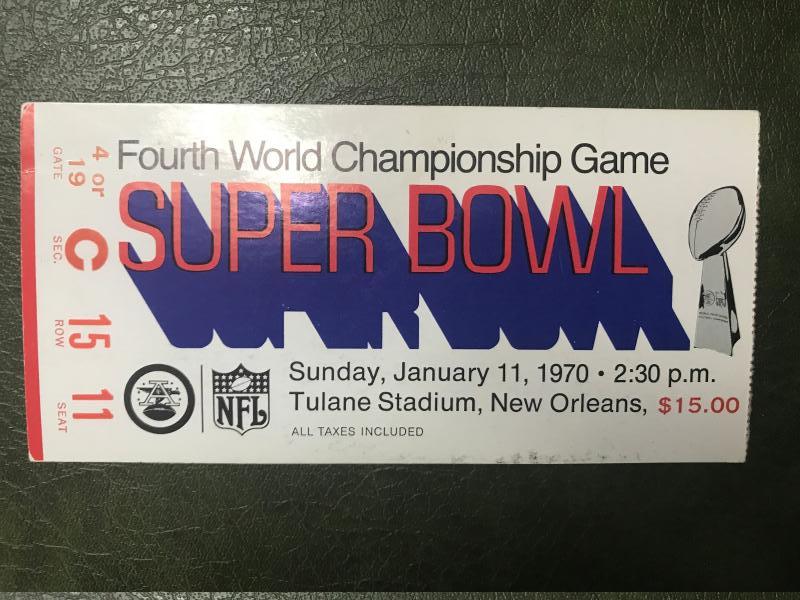 Fourth World Championship Game
SUPER BOWL
Sunday, January 11, 1970 • 2:30 p.m.
Tulane Stadium, New Orleans, $15.00
ALL TAXES INCLUDED
NFL
A
4 or
19
GATE
C
SEC.
15
ROW
11
SEAT